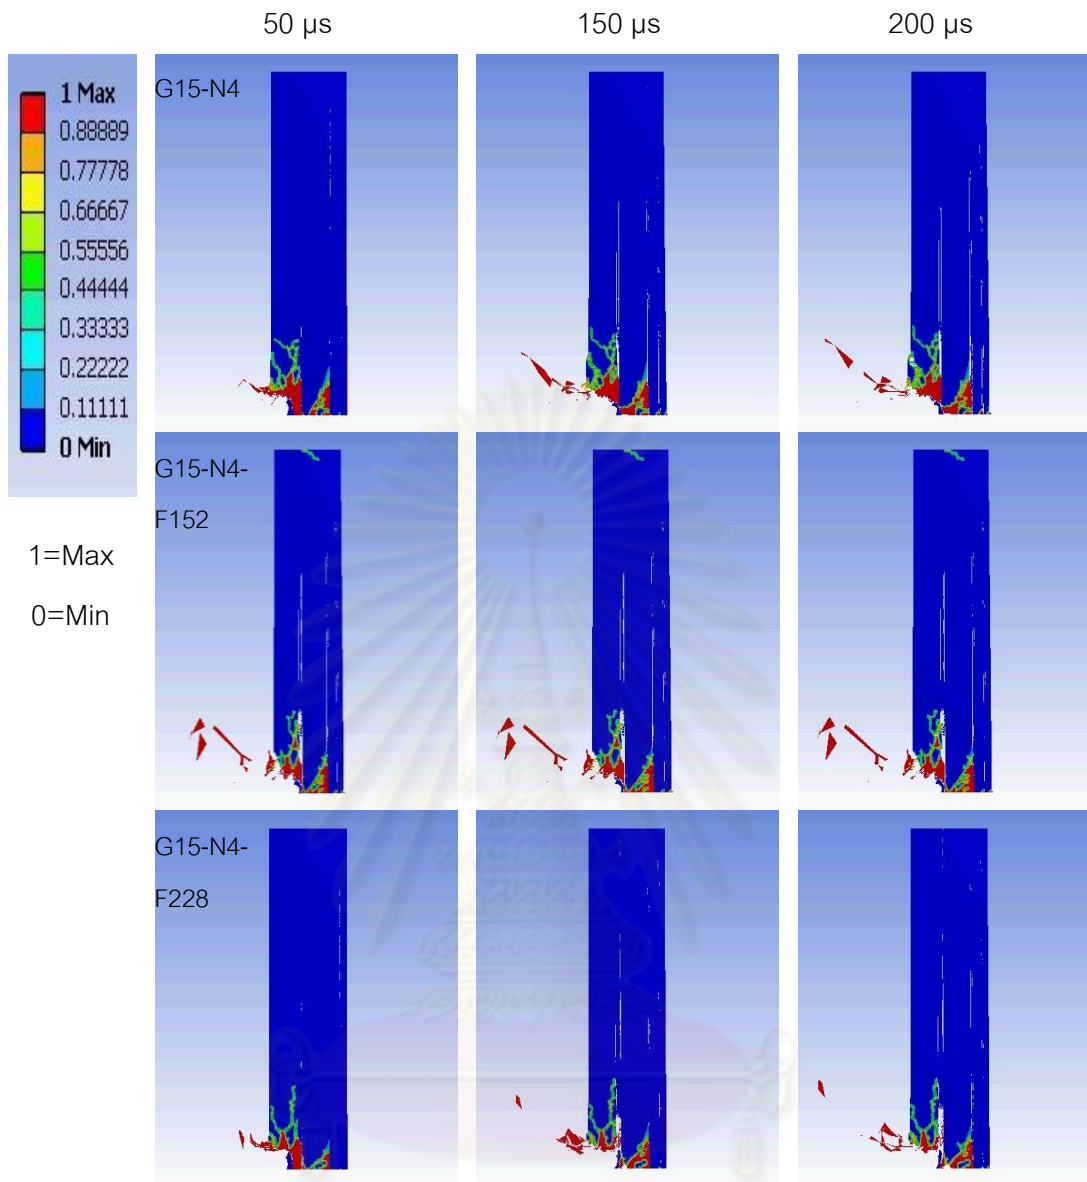 50 µs
150 µs
200 µs
G15-N4
1 Max
0.88889
0.77778
0.66667
0.55556
0.44444
0.33333
0.22222
0.11111
0 Min
G15-N4-
F152
1=Max
0=Min
G15-N4-
F228